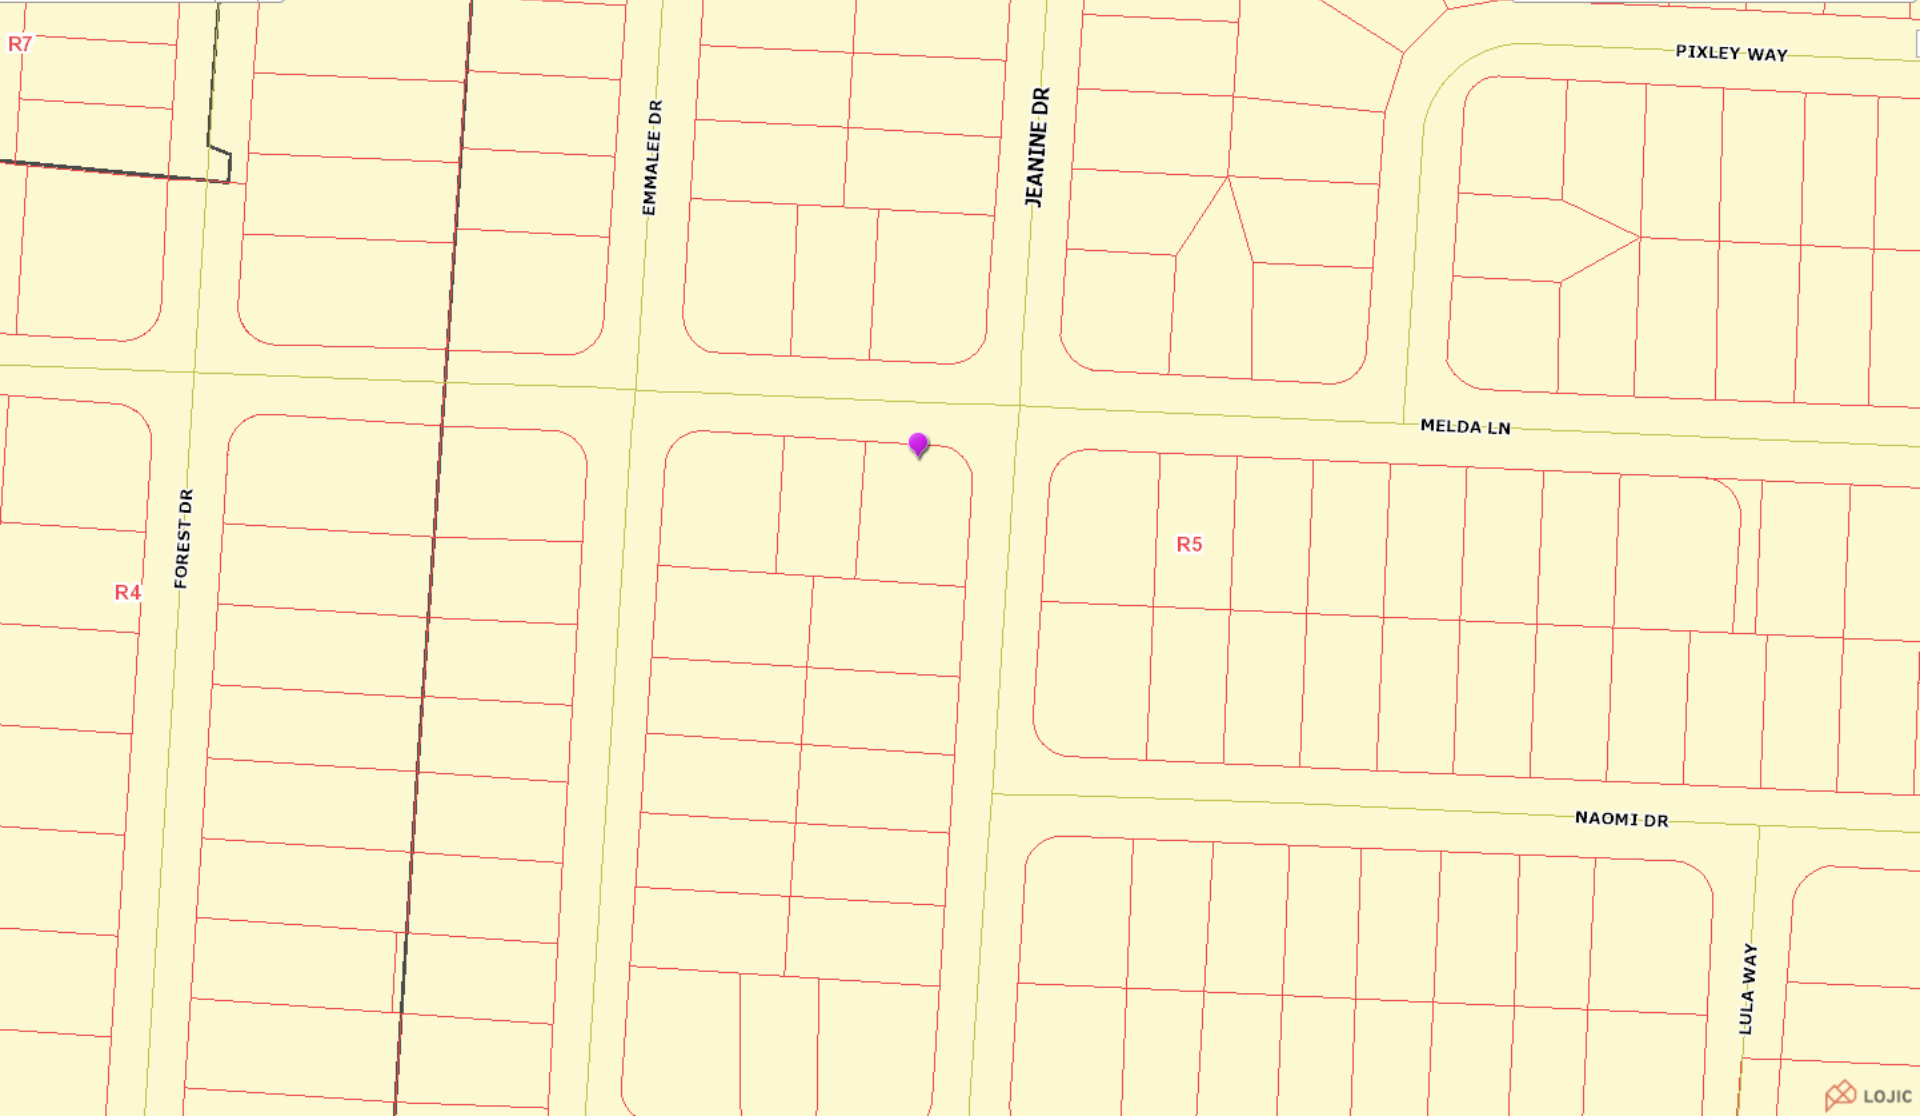 R7
PIXLEY WAY
EMMALEE DR
JEANINE DR
MELDA LN
FOREST DR
R5
R4
NAOMI DR
LULA WAY
LOJIC